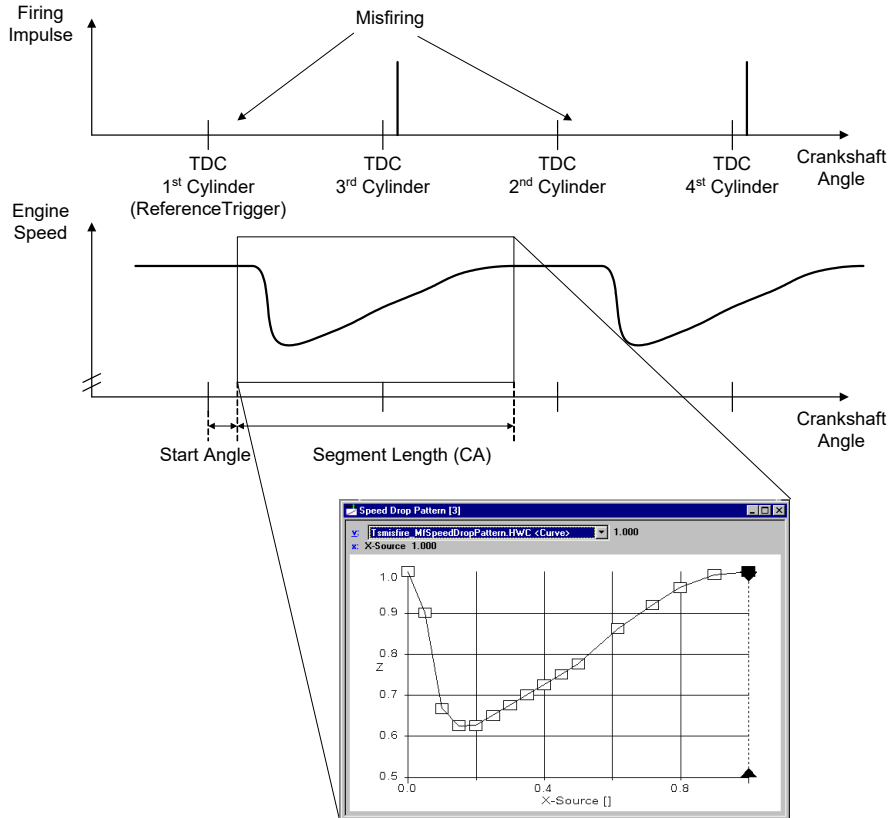 Firing
Impulse
Misfiring
TDC
1st Cylinder
(ReferenceTrigger)
TDC
3rd Cylinder
TDC
2nd Cylinder
TDC
4st Cylinder
Crankshaft
Angle
Engine
Speed
Crankshaft
Angle
Start Angle
Segment Length (CA)
Speed Drop Pattern [3]
y: Tsmisfire_MfSpeedDropPattern.HWC <Curve> 1.000
x: X-Source 1.000
1.0
0.9
0.8
Z
0.7
0.6
0.5
0.0
0.4
0.8
X-Source []